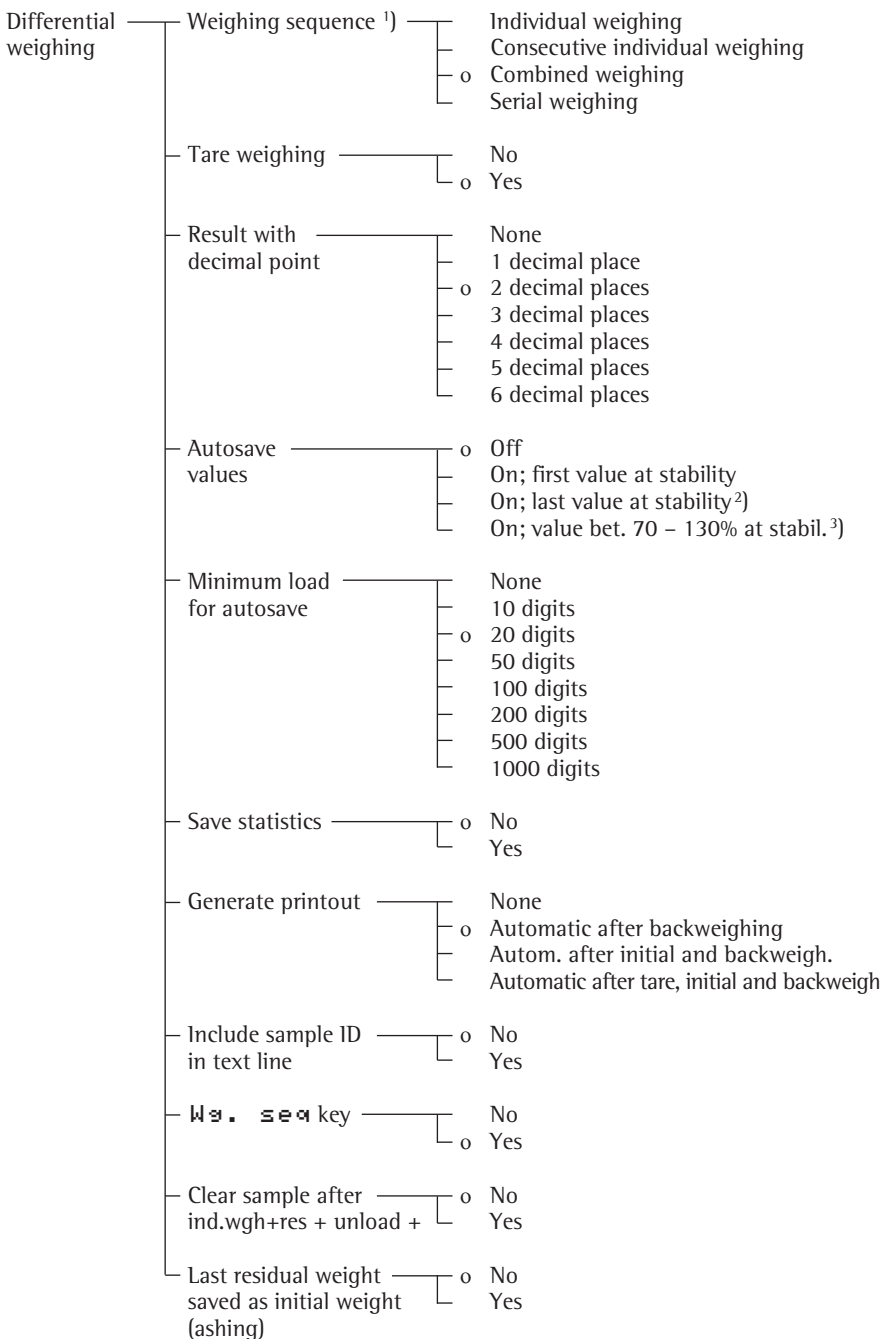 Differential weighing
Weighing sequence ¹)
Individual weighing
Consecutive individual weighing
o Combined weighing
Serial weighing
Tare weighing
No
o Yes
Result with
decimal point
None
1 decimal place
o 2 decimal places
3 decimal places
4 decimal places
5 decimal places
6 decimal places
Autosave
values
o Off
On; first value at stability
On; last value at stability ²)
On; value bet. 70 – 130% at stabil. ³)
Minimum load
for autosave
None
10 digits
o 20 digits
50 digits
100 digits
200 digits
500 digits
1000 digits
Save statistics
o No
Yes
Generate printout
None
o Automatic after backweighing
Autom. after initial and backweigh.
Automatic after tare, initial and backweigh
Include sample ID
in text line
o No
Yes
Wg. seq key
No
o Yes
Clear sample after
ind.wgh+res + unload +
o No
Yes
Last residual weight
saved as initial weight
(ashing)
o No
Yes